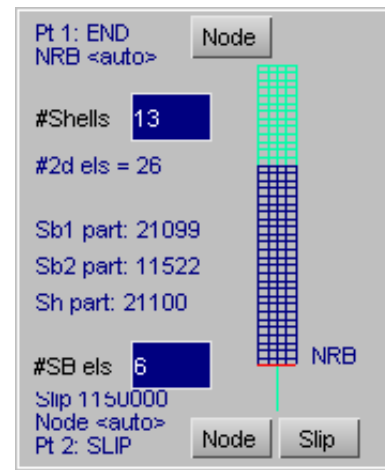 Pt 1: END
Node
NRB <auto>
#Shells 13
#2d els = 26
Sb1 part: 21099
Sb2 part: 11522
Sh part: 21100
NRB
#SB els 6
Slip 1150000
Node <auto>
Pt 2: SLIP
Node Slip